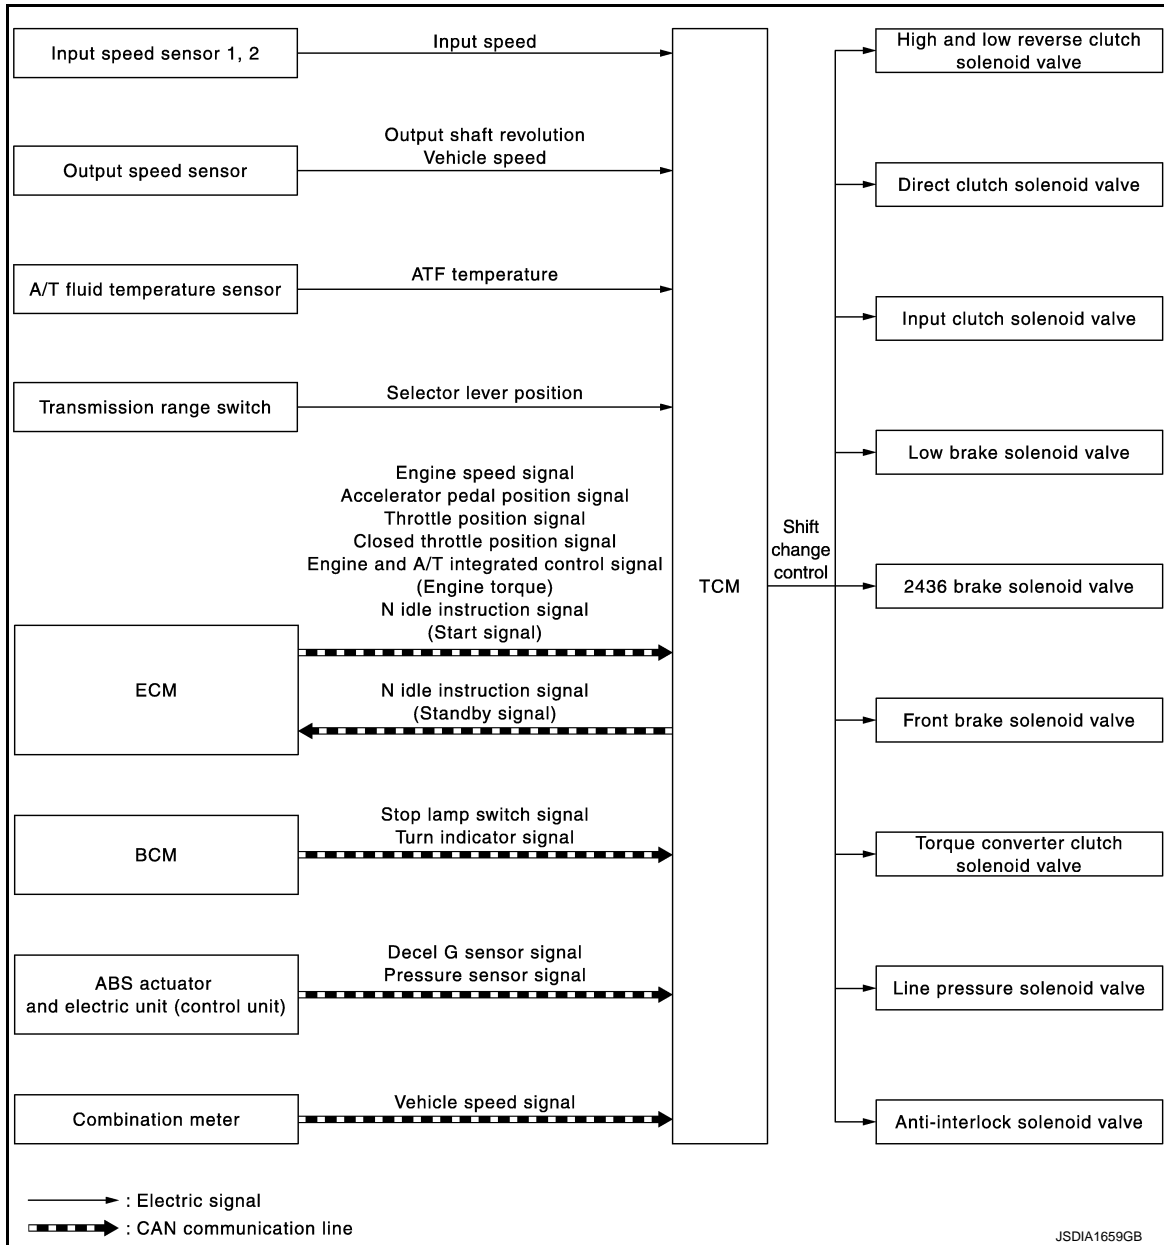 Input speed sensor 1, 2
Input speed
Output speed sensor
Output shaft revolution
Vehicle speed
A/T fluid temperature sensor
ATF temperature
Transmission range switch
Selector lever position
ECM
Engine speed signal
Accelerator pedal position signal
Throttle position signal
Closed throttle position signal
Engine and A/T integrated control signal
(Engine torque)
N idle instruction signal
(Start signal)
N idle instruction signal
(Standby signal)
BCM
Stop lamp switch signal
Turn indicator signal
ABS actuator
and electric unit (control unit)
Decel G sensor signal
Pressure sensor signal
Combination meter
Vehicle speed signal
TCM
Shift
change
control
High and low reverse clutch
solenoid valve
Direct clutch solenoid valve
Input clutch solenoid valve
Low brake solenoid valve
2436 brake solenoid valve
Front brake solenoid valve
Torque converter clutch
solenoid valve
Line pressure solenoid valve
Anti-interlock solenoid valve
: Electric signal
: CAN communication line
JSDIA1659GB